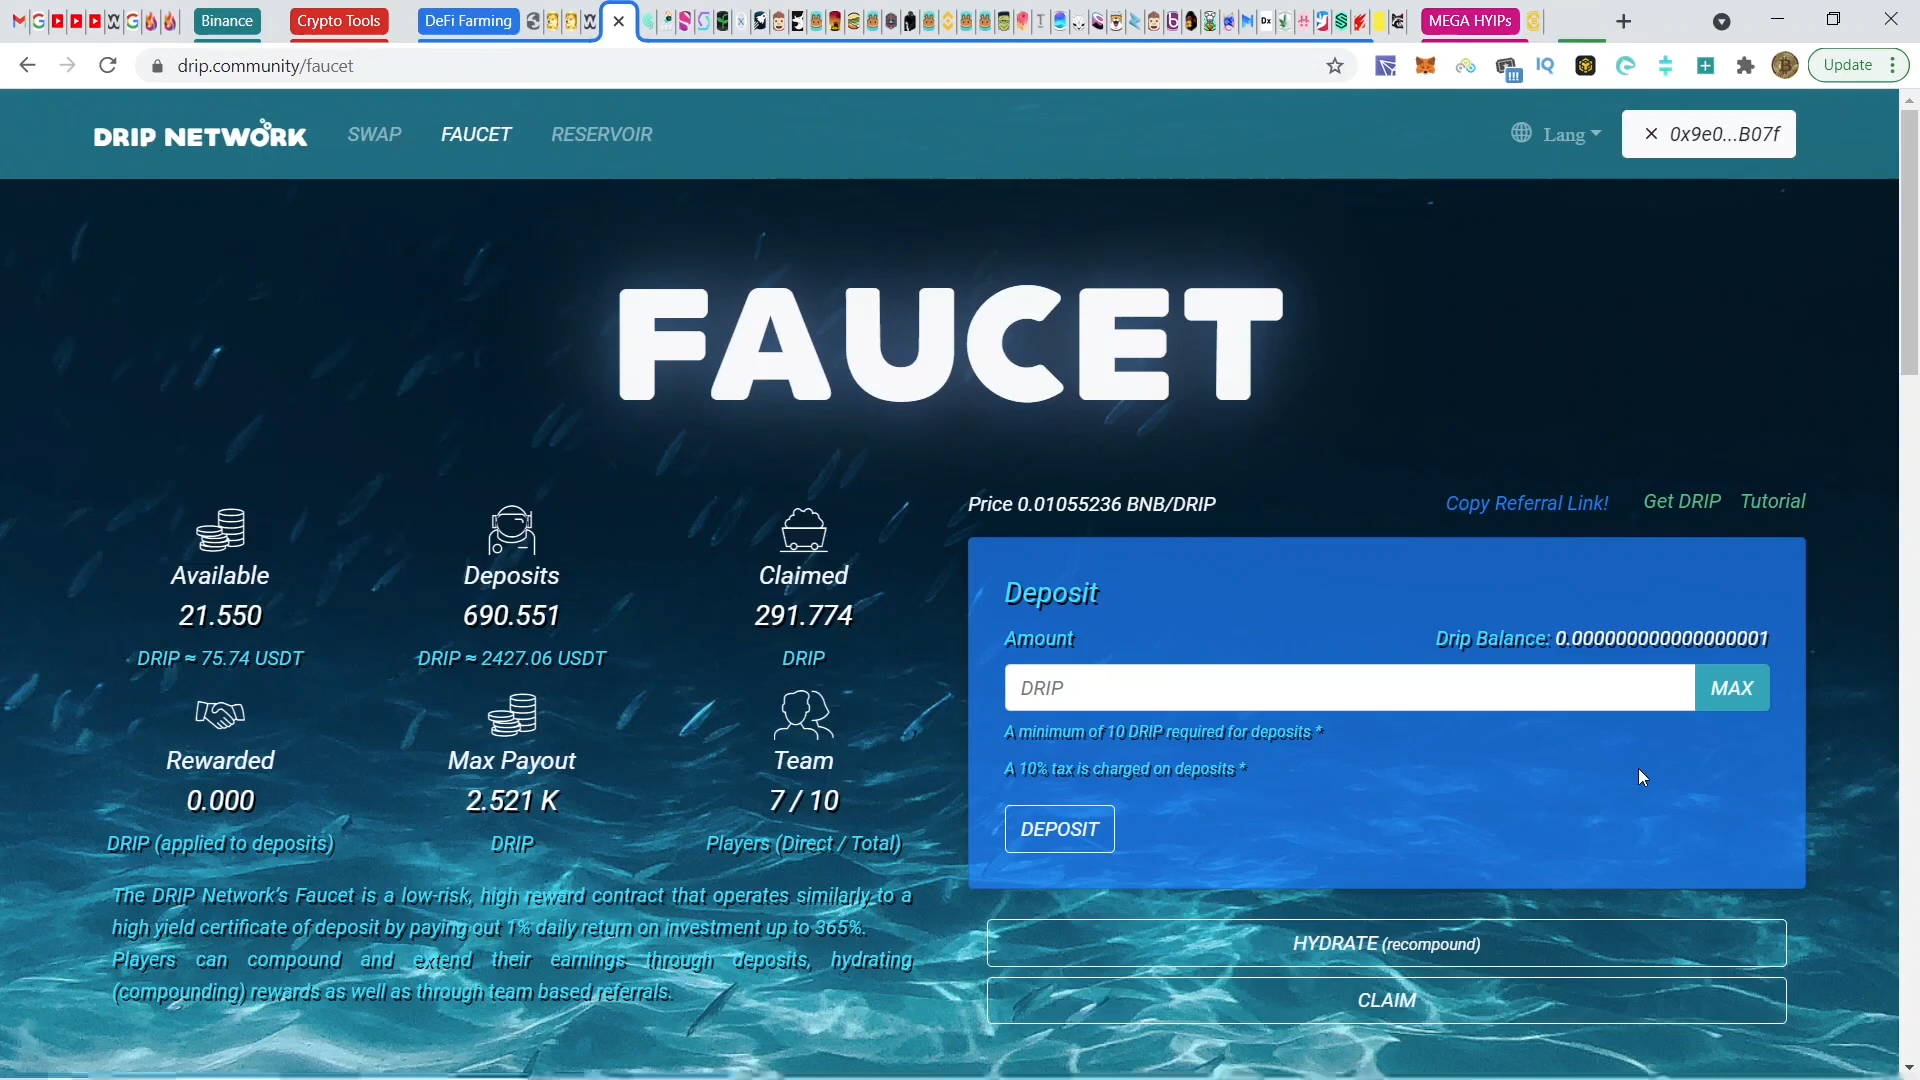 Binance
Crypto Tools
DeFi Farming
MEGA HYIPs
drip.community/faucet
Update
DRIP NETWORK
SWAP
FAUCET
RESERVOIR
Lang
0x9e0...B07f
FAUCET
Price 0.01055236 BNB/DRIP
Copy Referral Link!
Get DRIP
Tutorial
Available
21.550
DRIP ≈ 75.74 USDT
Deposits
690.551
DRIP ≈ 2427.06 USDT
Claimed
291.774
DRIP
Rewarded
0.000
DRIP (applied to deposits)
Max Payout
2.521 K
DRIP
Team
7 / 10
Players (Direct / Total)
The DRIP Network's Faucet is a low-risk, high reward contract that operates similarly to a
high yield certificate of deposit by paying out 1% daily return on investment up to 365%.
Players can compound and extend their earnings through deposits, hydrating
(compounding) rewards as well as through team based referrals.
Deposit
Amount
Drip Balance: 0.000000000000000001
DRIP
MAX
A minimum of 10 DRIP required for deposits *
A 10% tax is charged on deposits *
DEPOSIT
HYDRATE (recompound)
CLAIM